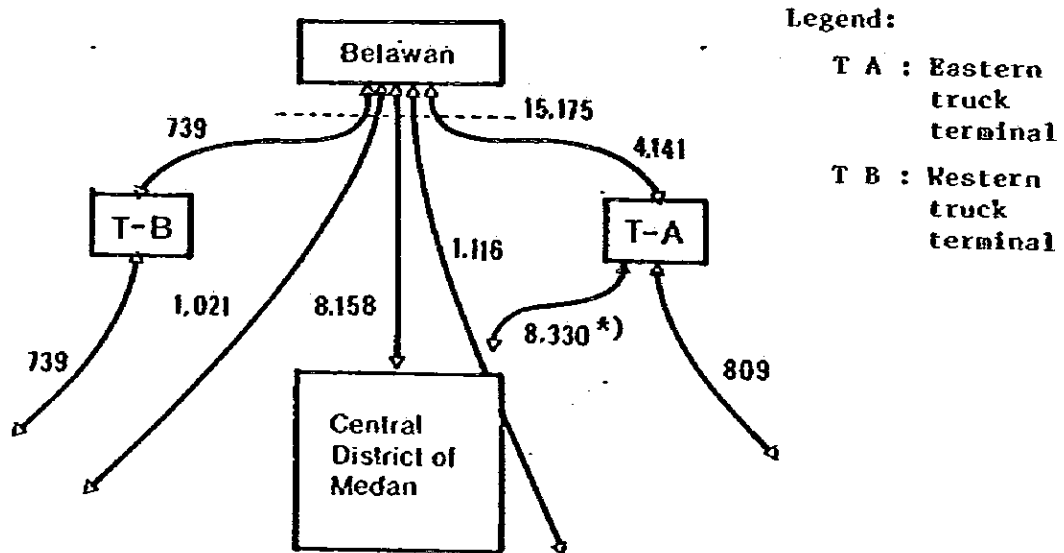 Legend:
Belawan
T A : Eastern
truck
terminal
15.175
739
4.141
T B : Western
truck
terminal
T-B
T-A
1.116
1,021
8.158
8.330 *)
739
809
Central
District of
Medan